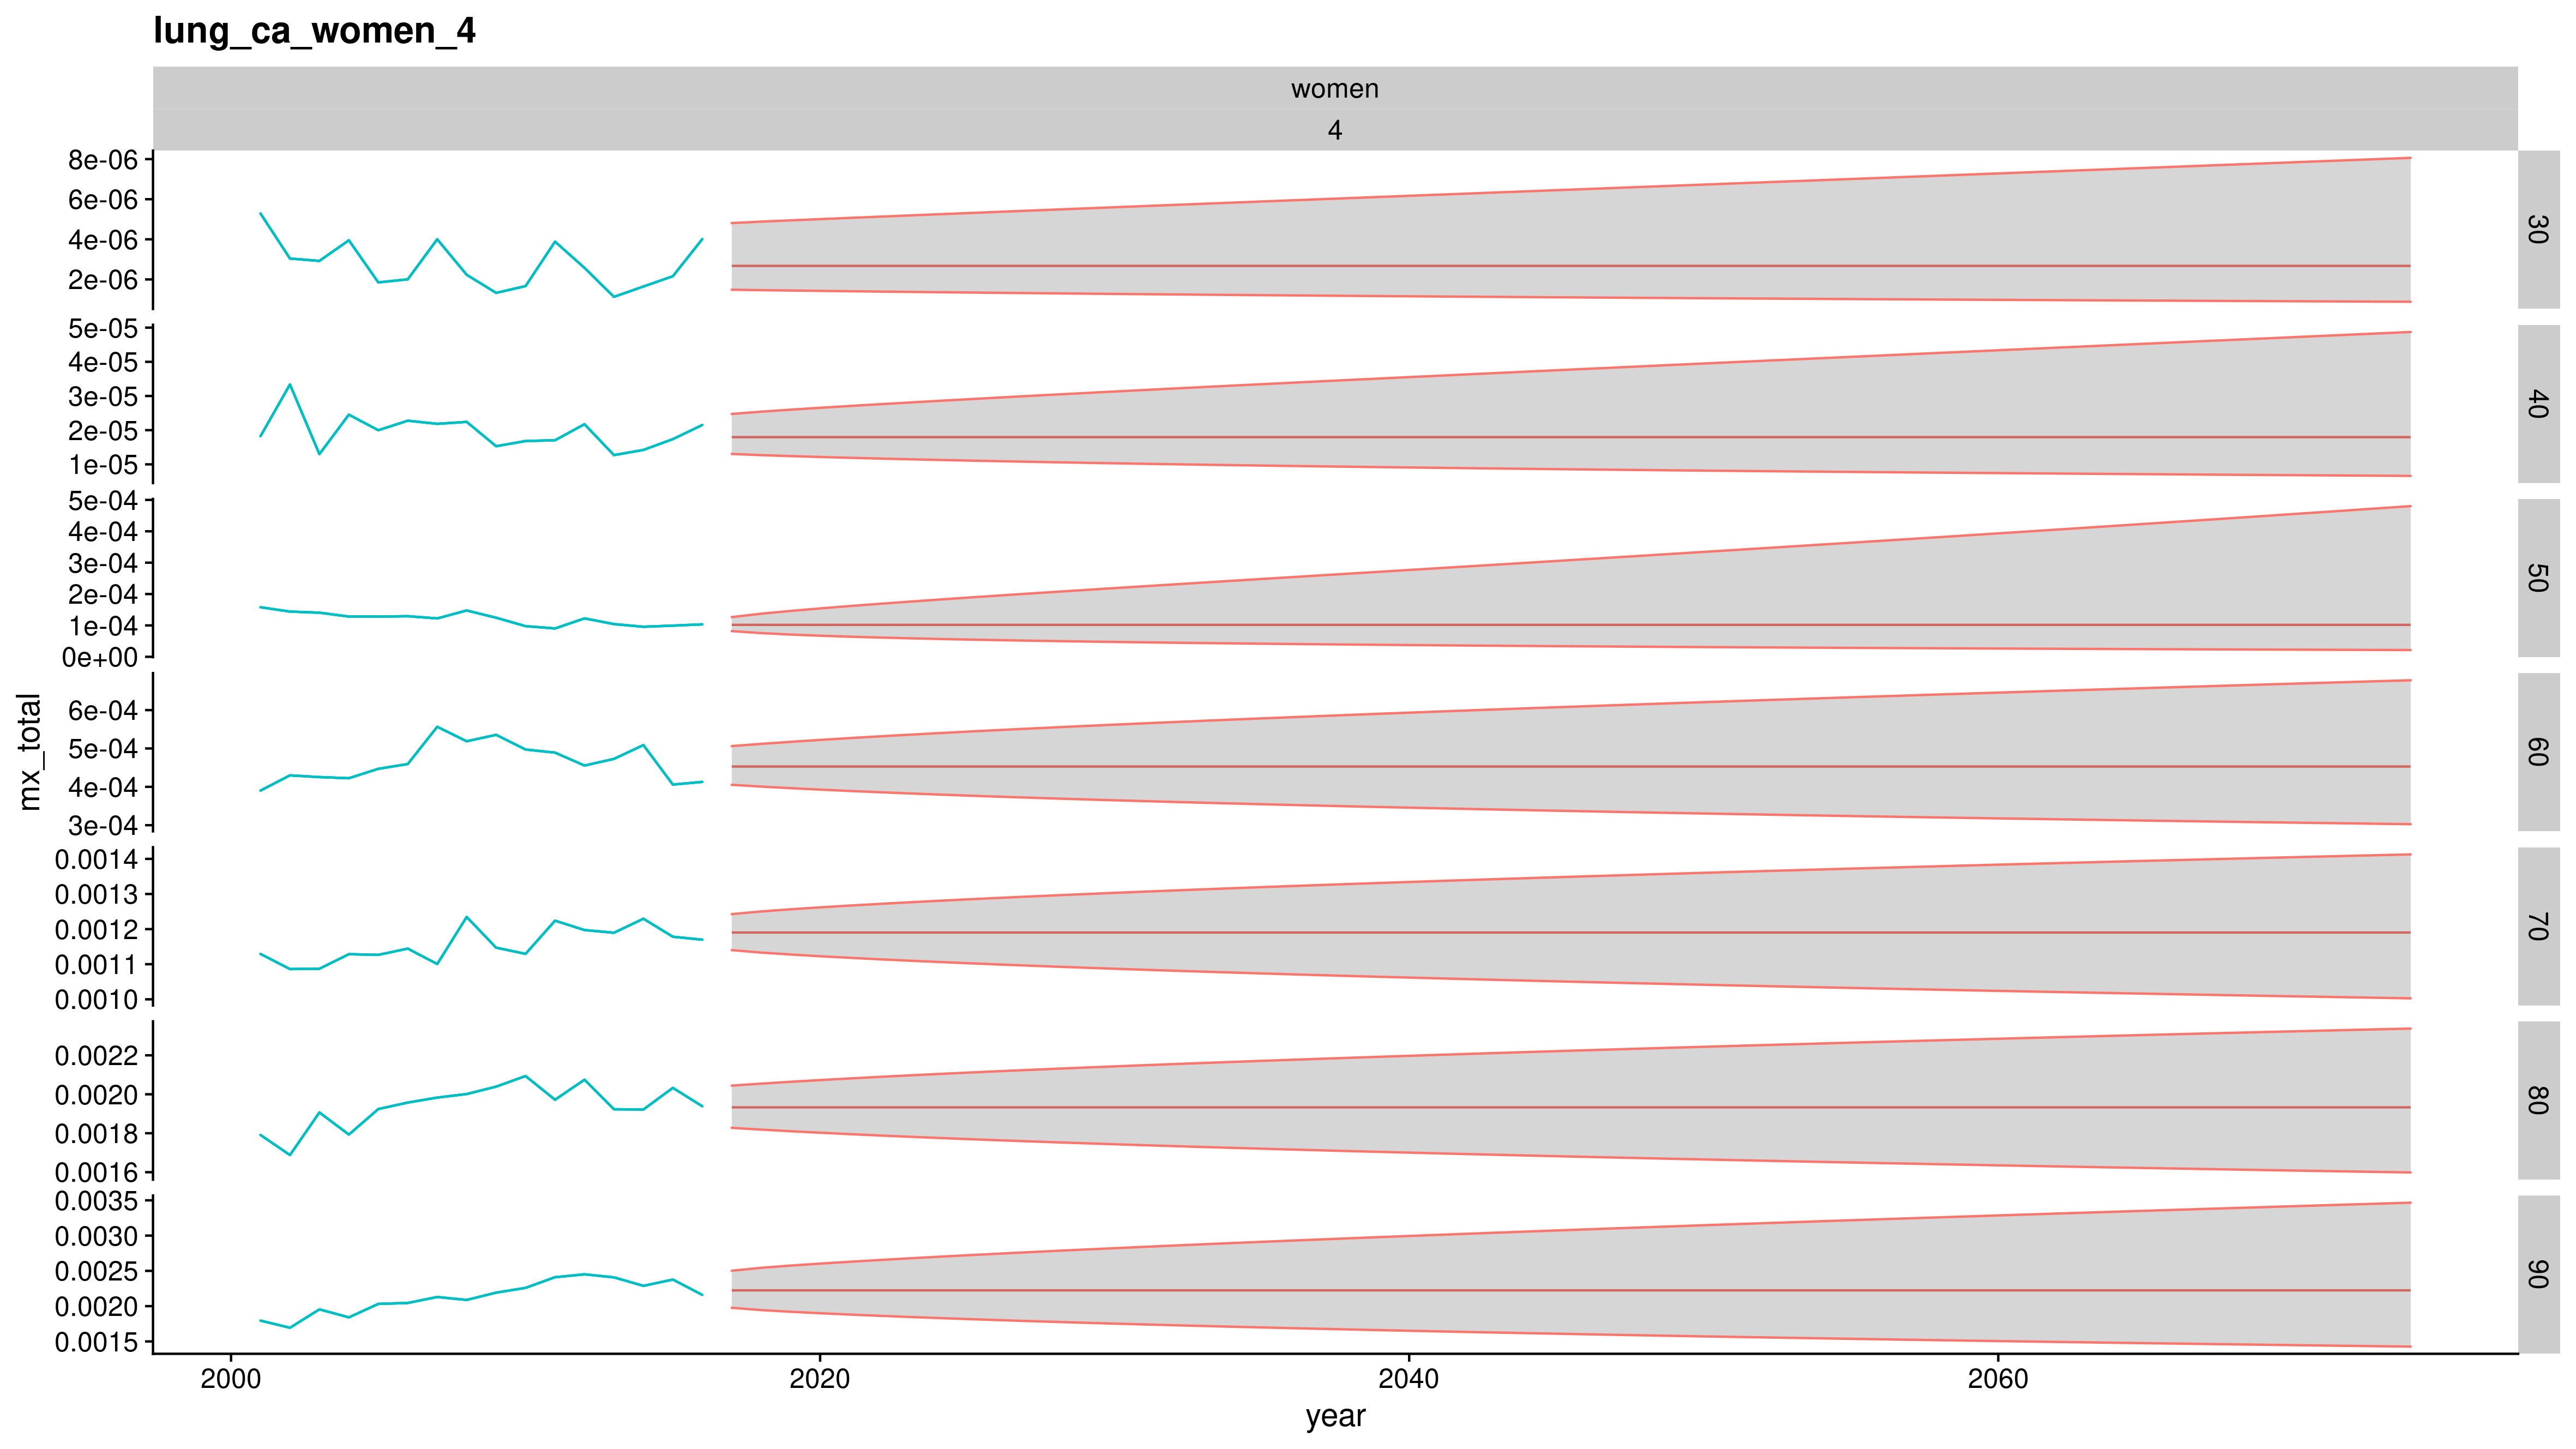 lung_ca_women_4
women
4
8e-06
6e-06
4e-06
2e-06
30
5e-05
4e-05
3e-05
2e-05
1e-05
40
5e-04
4e-04
3e-04
2e-04
1e-04
0e+00
50
6e-04
5e-04
4e-04
3e-04
60
0.0014
0.0013
0.0012
0.0011
0.0010
70
0.0022
0.0020
0.0018
0.0016
80
0.0035
0.0030
0.0025
0.0020
0.0015
90
mx_total
2000 2020 2040 2060
year